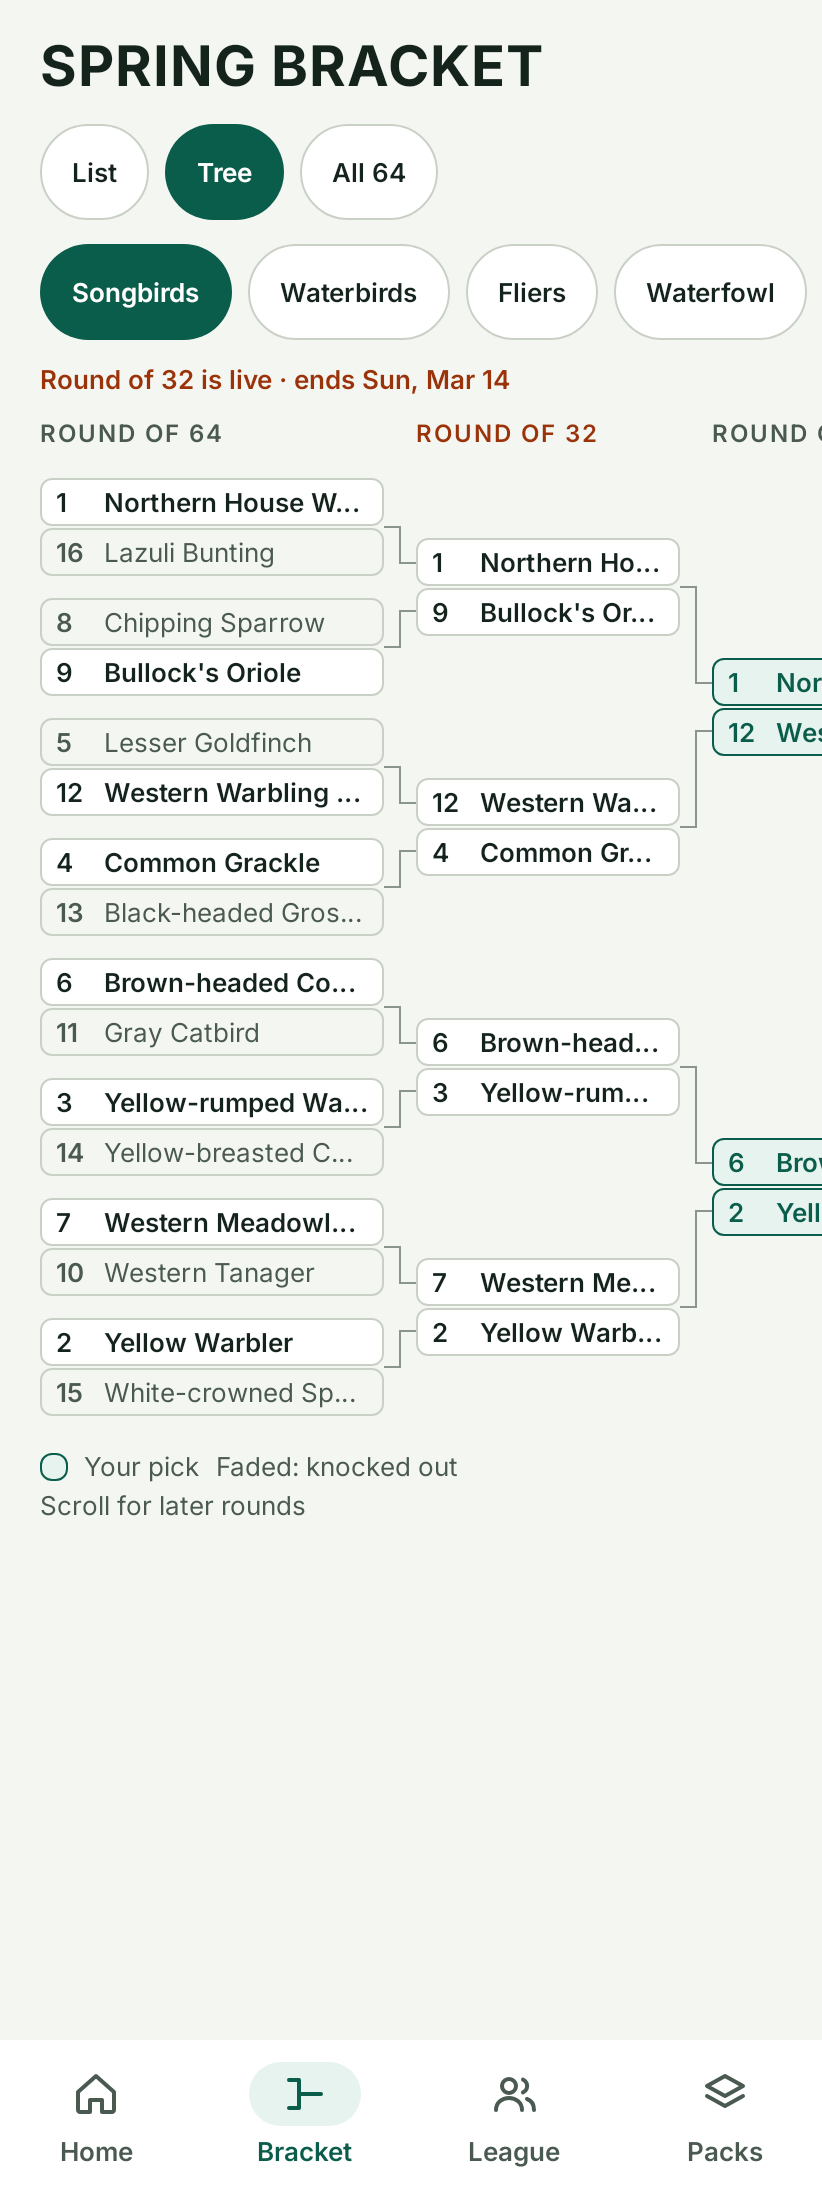 SPRING BRACKET
List
Tree
All 64
Songbirds
Waterbirds
Fliers
Waterfowl
Round of 32 is live · ends Sun, Mar 14
ROUND OF 64
1 Northern House W...
16 Lazuli Bunting
8 Chipping Sparrow
9 Bullock's Oriole
5 Lesser Goldfinch
12 Western Warbling ...
4 Common Grackle
13 Black-headed Gros...
6 Brown-headed Co...
11 Gray Catbird
3 Yellow-rumped Wa...
14 Yellow-breasted C...
7 Western Meadowl...
10 Western Tanager
2 Yellow Warbler
15 White-crowned Sp...
ROUND OF 32
1 Northern Ho...
9 Bullock's Or...
12 Western Wa...
4 Common Gr...
6 Brown-head...
3 Yellow-rum...
7 Western Me...
2 Yellow Warb...
ROUND
1 Nor
12 Wes
6 Brow
2 Yell
Your pick Faded: knocked out
Scroll for later rounds
Home
Bracket
League
Packs